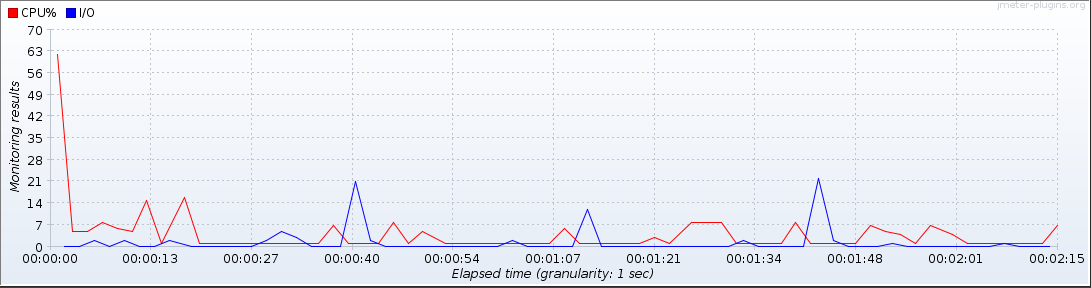 CPU% I/O
jmeter-plugins.org
70
63
56
49
42
35
28
21
14
7
0
Monitoring results
00:00:00 00:00:13 00:00:27 00:00:40 00:00:54 00:01:07 00:01:21 00:01:34 00:01:48 00:02:01 00:02:15
Elapsed time (granularity: 1 sec)